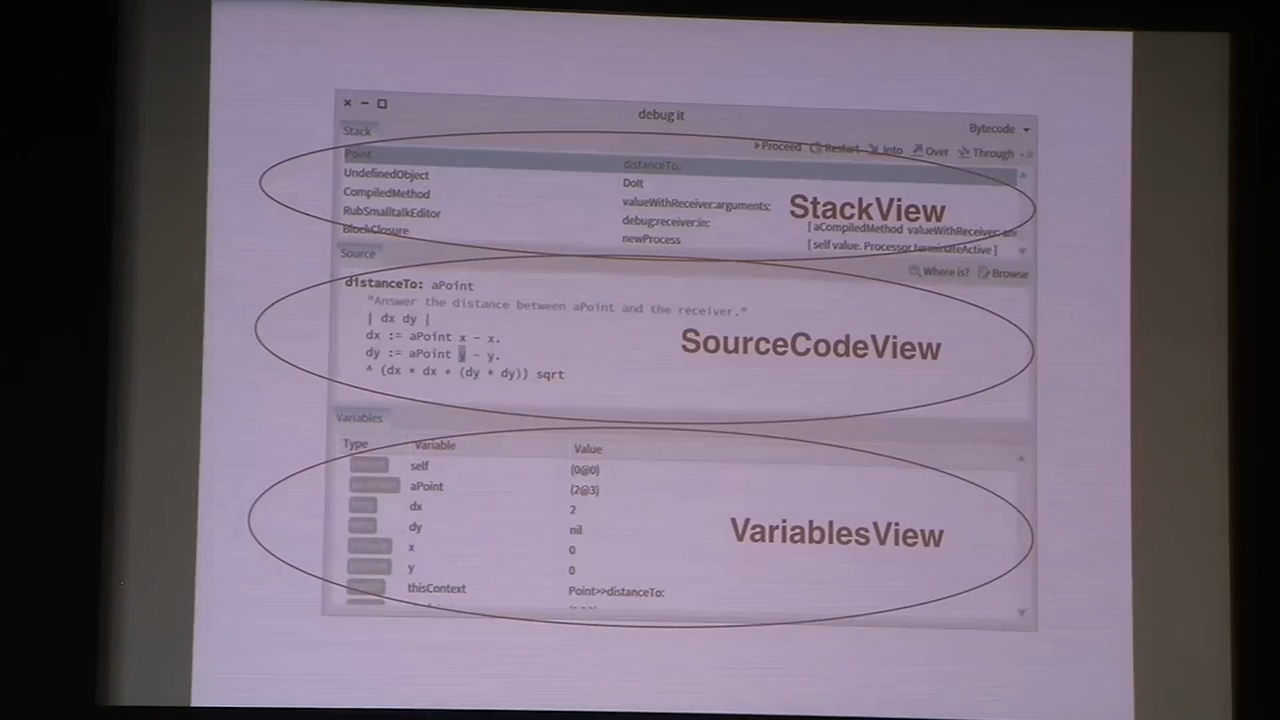 debug it
Bytecode
Stack
Proceed Restart Into Over Through
Point distanceTo:
UndefinedObject DoIt
CompiledMethod valueWithReceiver:arguments:
StackView
RubSmalltalkEditor debug:receiver:in: [ aCompiledMethod valueWithReceiver: ani
BlockClosure newProcess [ self value. Processor terminateActive ]
Source
Where is? Browse
distanceTo: aPoint
"Answer the distance between aPoint and the receiver."
| dx dy |
dx := aPoint x - x.
SourceCodeView
dy := aPoint y - y.
^ (dx * dx + (dy * dy)) sqrt
Variables
Type Variable Value
self (0@0)
aPoint (2@3)
dx 2
dy nil
VariablesView
x 0
y 0
thisContext Point>>distanceTo: